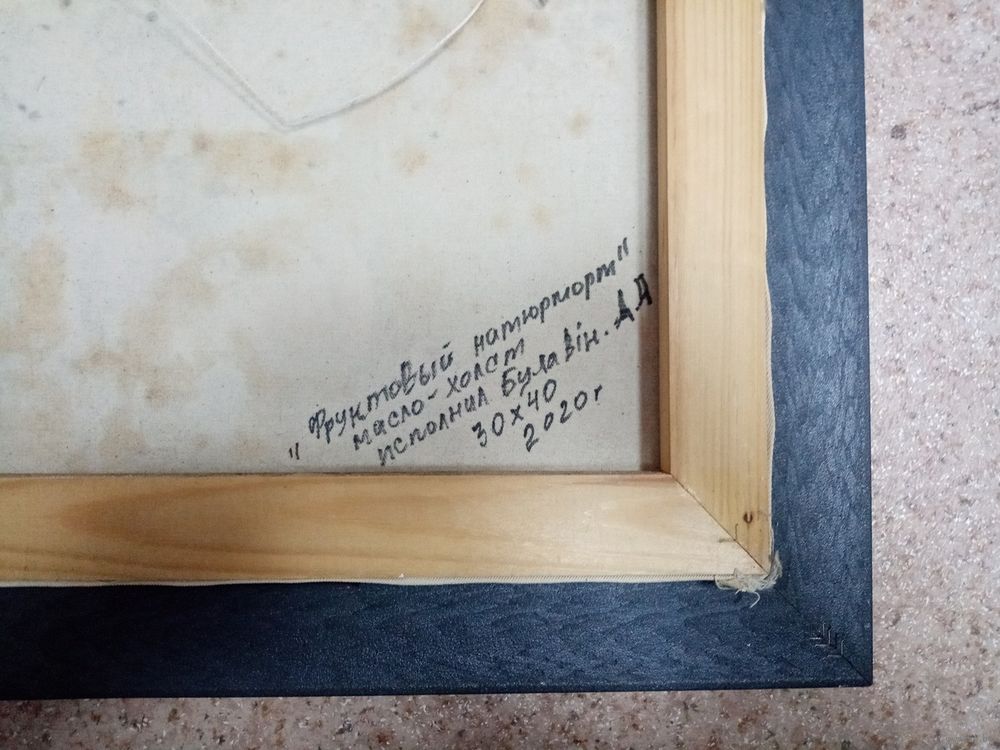 "Фруктовый натюрморт"
масло-холст
исполнил Булавін. А А
30х40
2020г